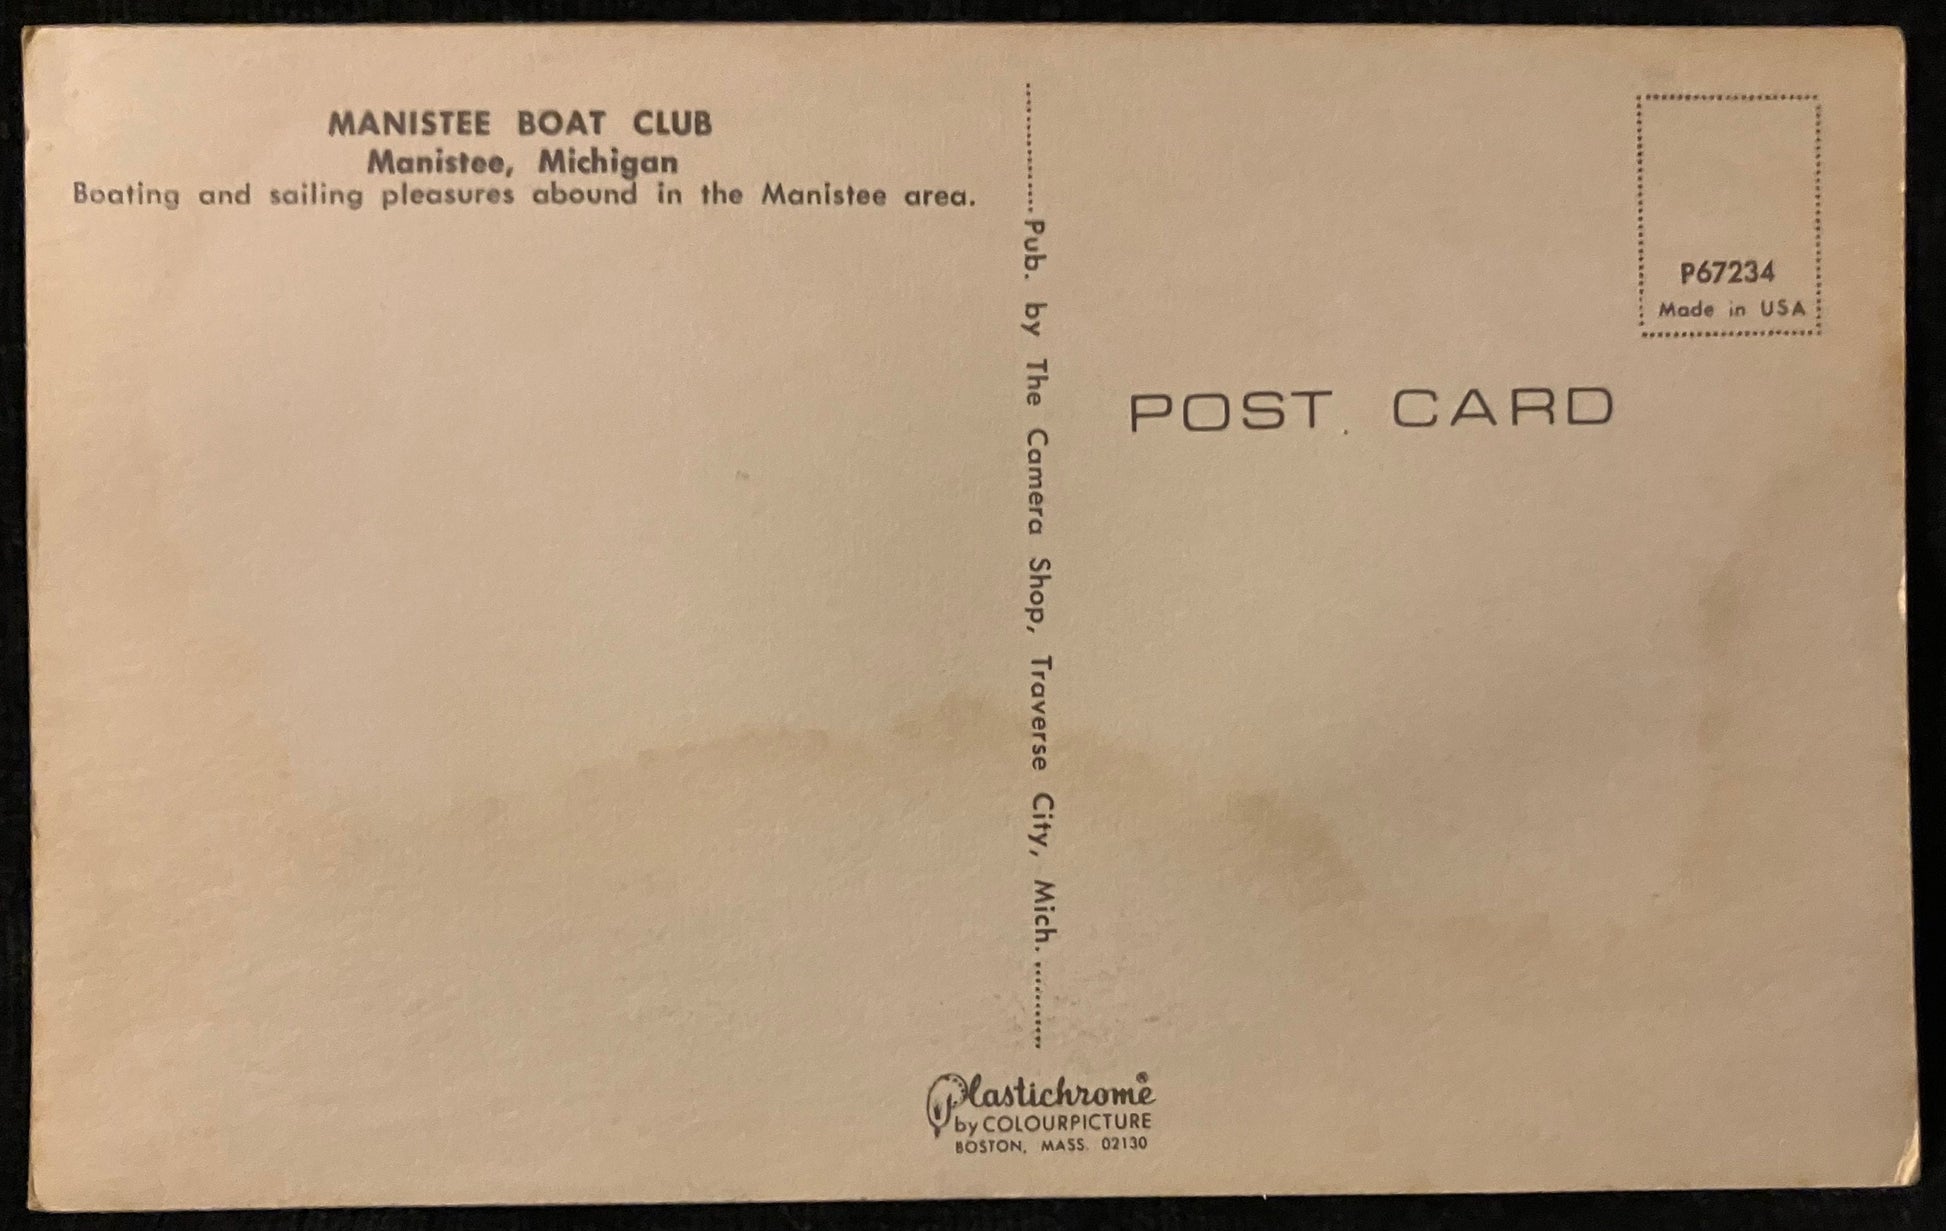 MANISTEE BOAT CLUB
Manistee, Michigan
Boating and sailing pleasures abound in the Manistee area.
Pub. by The Camera Shop, Traverse City, Mich.
P67234
Made in USA
POST CARD
Plastichrome®
by COLOURPICTURE
BOSTON, MASS. 02130